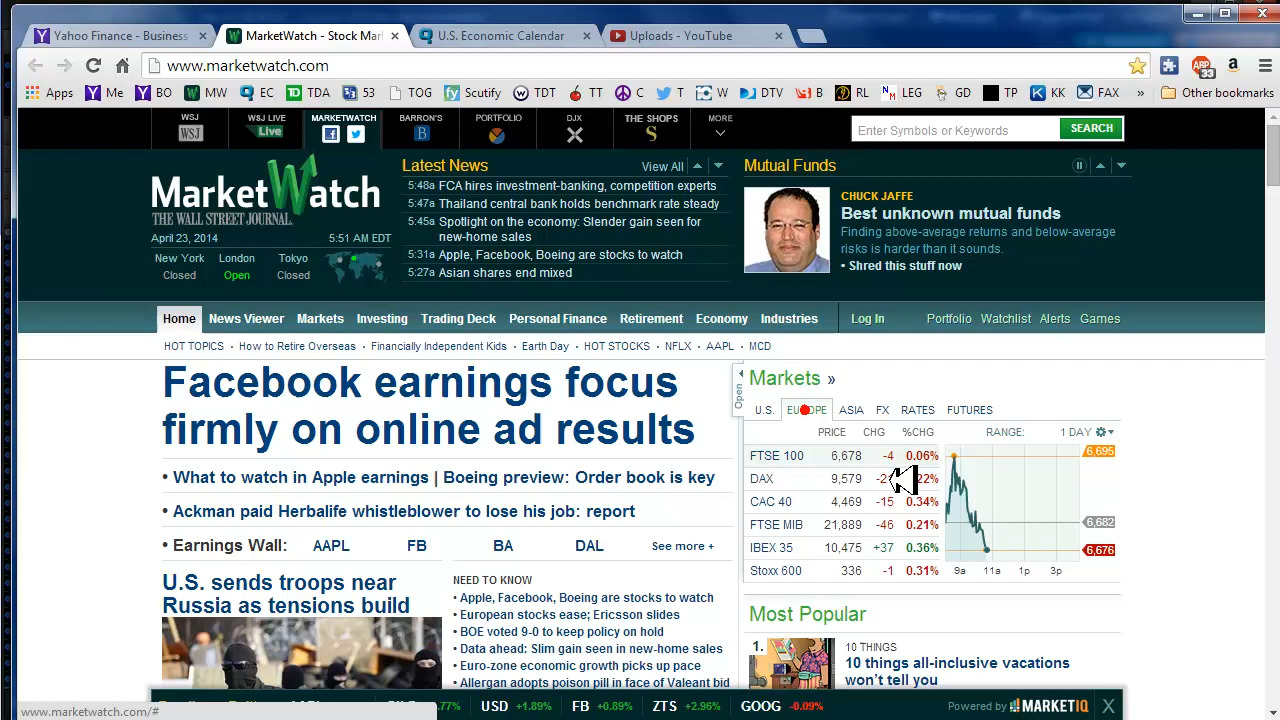 Yahoo Finance - Business
MarketWatch - Stock Mar
U.S. Economic Calendar
Uploads - YouTube
www.marketwatch.com
ABP 33
Apps Me BO MW EC TDA 53 TOG Scutify TDT TT C T W DTV B RL LEG GD TP KK FAX » Other bookmarks
WSJ
WSJ LIVE
MARKETWATCH
BARRON'S
PORTFOLIO
DJX
THE SHOPS
MORE
WSJ
Live
B
S
Enter Symbols or Keywords
SEARCH
MarketWatch
THE WALL STREET JOURNAL.
April 23, 2014 5:51 AM EDT
New York London Tokyo
Closed Open Closed
Latest News View All
5:48a FCA hires investment-banking, competition experts
5:47a Thailand central bank holds benchmark rate steady
5:45a Spotlight on the economy: Slender gain seen for
new-home sales
5:31a Apple, Facebook, Boeing are stocks to watch
5:27a Asian shares end mixed
Mutual Funds
CHUCK JAFFE
Best unknown mutual funds
Finding above-average returns and below-average
risks is harder than it sounds.
• Shred this stuff now
Home News Viewer Markets Investing Trading Deck Personal Finance Retirement Economy Industries Log In Portfolio Watchlist Alerts Games
HOT TOPICS · How to Retire Overseas · Financially Independent Kids · Earth Day · HOT STOCKS · NFLX · AAPL · MCD
Facebook earnings focus
firmly on online ad results
• What to watch in Apple earnings | Boeing preview: Order book is key
• Ackman paid Herbalife whistleblower to lose his job: report
• Earnings Wall: AAPL FB BA DAL See more +
U.S. sends troops near
Russia as tensions build
NEED TO KNOW
• Apple, Facebook, Boeing are stocks to watch
• European stocks ease; Ericsson slides
• BOE voted 9-0 to keep policy on hold
• Data ahead: Slim gain seen in new-home sales
• Euro-zone economic growth picks up pace
• Allergan adopts poison pill in face of Valeant bid
Open
Markets »
U.S. EUROPE ASIA FX RATES FUTURES
PRICE CHG %CHG RANGE: 1 DAY
FTSE 100 6,678 -4 0.06%
DAX 9,579
CAC 40 4,469 -15 0.34%
FTSE MIB 21,889 -46 0.21%
IBEX 35 10,475 +37 0.36%
Stoxx 600 336 -1 0.31%
6,695
6,682
6,676
9a 11a 1p 3p
Most Popular
1.
10 THINGS
10 things all-inclusive vacations
won't tell you
www.marketwatch.com/#
USD +1.89% FB +0.89% ZTS +2.96% GOOG -0.09%
Powered by MARKETIQ X